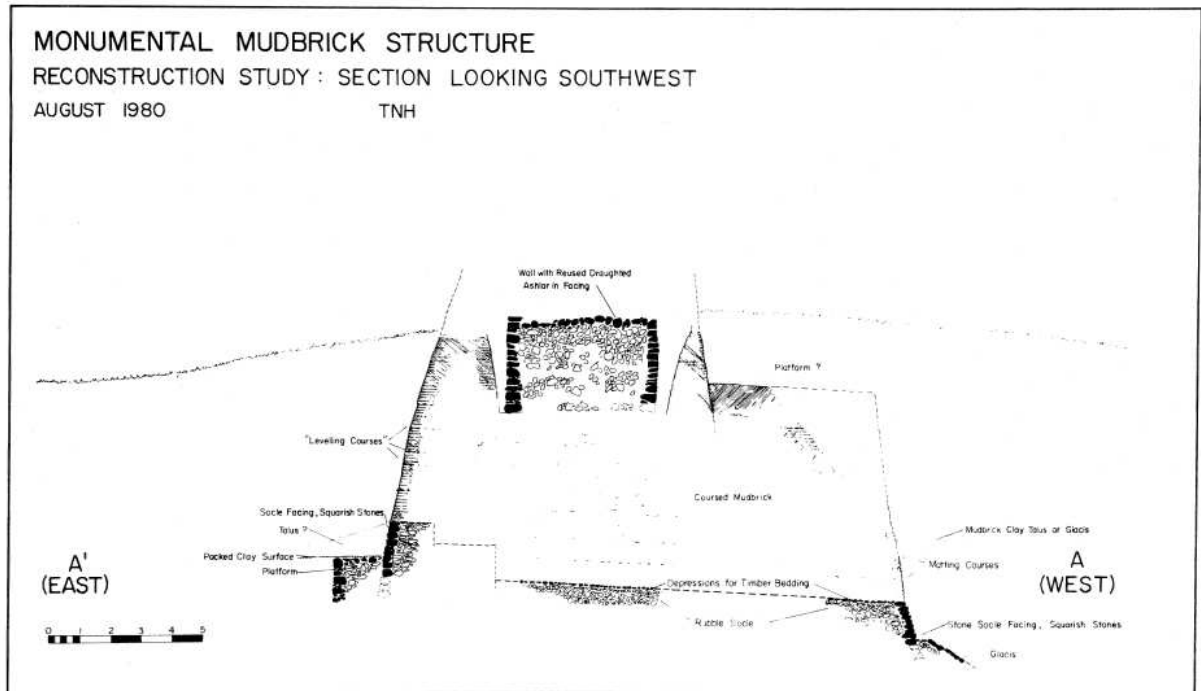 MONUMENTAL MUDBRICK STRUCTURE
RECONSTRUCTION STUDY : SECTION LOOKING SOUTHWEST
AUGUST 1980 TNH
Wall with Reused Draughted
Ashlar in Facing
Platform ?
"Leveling Courses"
Coursed Mudbrick
Socle Facing, Squarish Stones
Talus ?
Mudbrick Clay Talus or Glacis
Packed Clay Surface
Platform
Matting Courses
A'
(EAST)
A
(WEST)
Depressions for Timber Bedding
Rubble Socle
Stone Socle Facing, Squarish Stones
Glacis
0 1 2 3 4 5